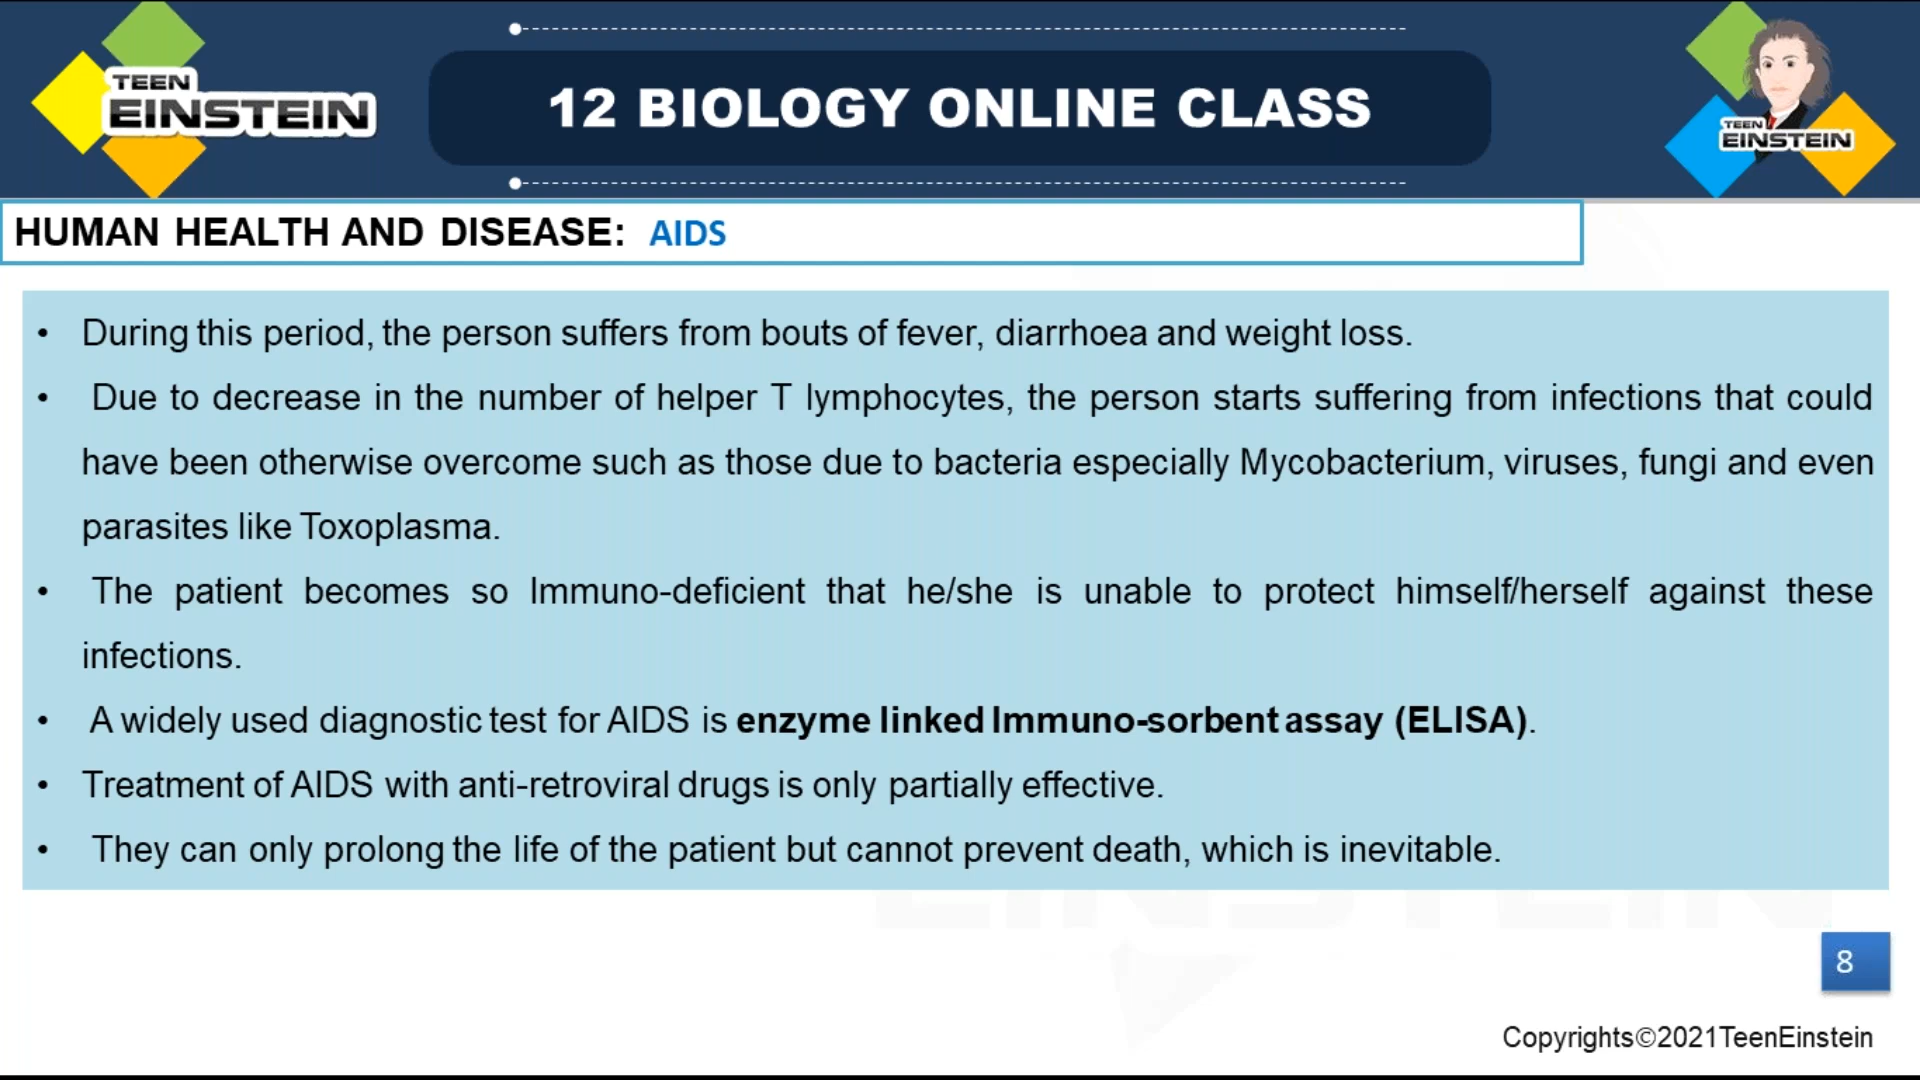 TEEN
EINSTEIN
12 BIOLOGY ONLINE CLASS
TEEN
EINSTEIN
HUMAN HEALTH AND DISEASE: AIDS
• During this period, the person suffers from bouts of fever, diarrhoea and weight loss.
• Due to decrease in the number of helper T lymphocytes, the person starts suffering from infections that could
have been otherwise overcome such as those due to bacteria especially Mycobacterium, viruses, fungi and even
parasites like Toxoplasma.
• The patient becomes so Immuno-deficient that he/she is unable to protect himself/herself against these
infections.
• A widely used diagnostic test for AIDS is enzyme linked Immuno-sorbent assay (ELISA).
• Treatment of AIDS with anti-retroviral drugs is only partially effective.
• They can only prolong the life of the patient but cannot prevent death, which is inevitable.
EINSTEIN
8
Copyrights©2021TeenEinstein